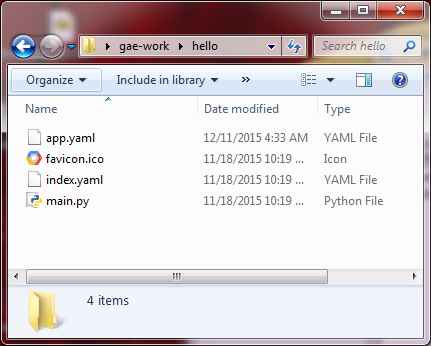 gae-work hello
Search hello
Organize Include in library »
Name Date modified Type
app.yaml 12/11/2015 4:33 AM YAML File
favicon.ico 11/18/2015 10:19 ... Icon
index.yaml 11/18/2015 10:19 ... YAML File
main.py 11/18/2015 10:19 ... Python File
4 items